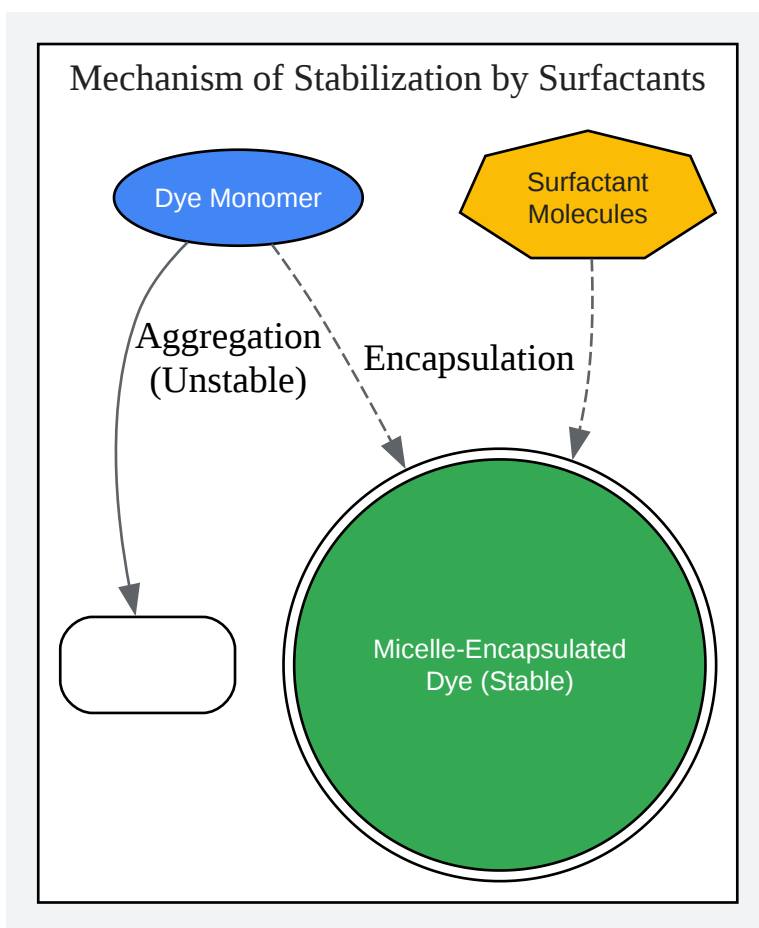 Mechanism of Stabilization by Surfactants
Dye Monomer
Surfactant
Molecules
Aggregation
(Unstable)
Encapsulation
Micelle-Encapsulated
Dye (Stable)